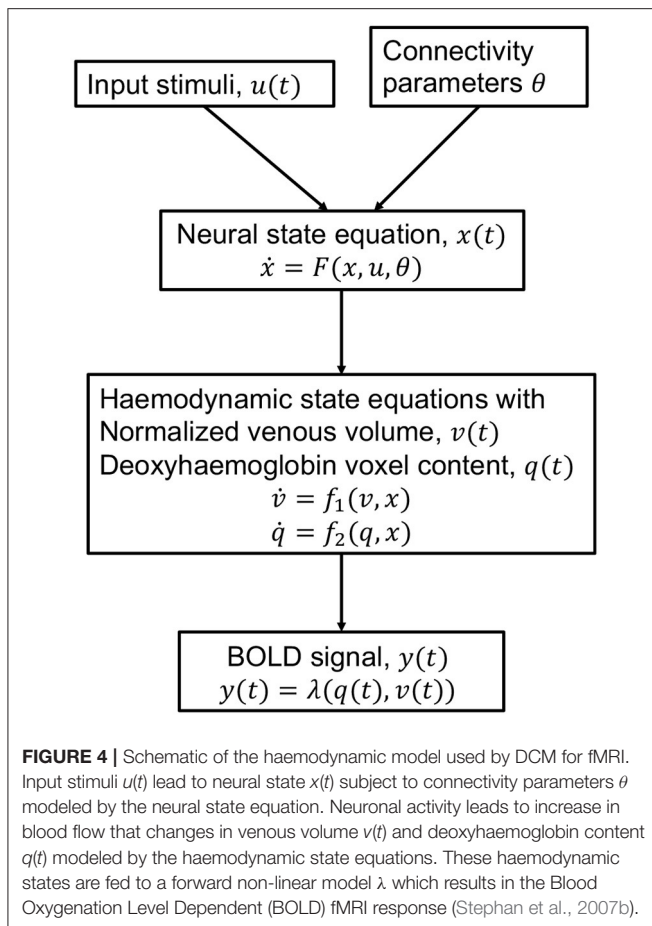 Input stimuli, u(t)
Connectivity
parameters θ
Neural state equation, x(t)
ẋ = F(x, u, θ)
Haemodynamic state equations with
Normalized venous volume, v(t)
Deoxyhaemoglobin voxel content, q(t)
v̇ = f₁(v, x)
q̇ = f₂(q, x)
BOLD signal, y(t)
y(t) = λ(q(t), v(t))
FIGURE 4 | Schematic of the haemodynamic model used by DCM for fMRI.
Input stimuli u(t) lead to neural state x(t) subject to connectivity parameters θ
modeled by the neural state equation. Neuronal activity leads to increase in
blood flow that changes in venous volume v(t) and deoxyhaemoglobin content
q(t) modeled by the haemodynamic state equations. These haemodynamic
states are fed to a forward non-linear model λ which results in the Blood
Oxygenation Level Dependent (BOLD) fMRI response (Stephan et al., 2007b).